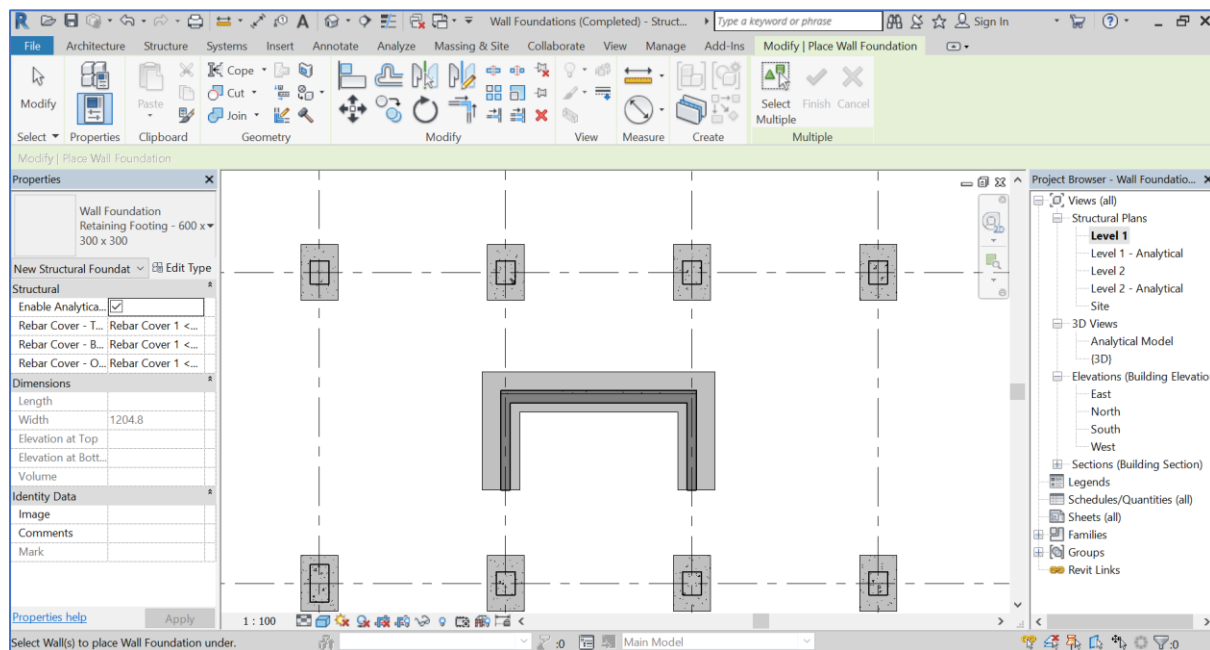 R A Wall Foundations (Completed) - Struct... Type a keyword or phrase Sign In ?
File Architecture Structure Systems Insert Annotate Analyze Massing & Site Collaborate View Manage Add-Ins Modify | Place Wall Foundation
Modify Paste Cope Cut Join Select Multiple Finish Cancel
Select Properties Clipboard Geometry Modify View Measure Create Multiple
Modify | Place Wall Foundation
Properties
Wall Foundation
Retaining Footing - 600 x
300 x 300
New Structural Foundat Edit Type
Structural
Enable Analytica...
Rebar Cover - T... Rebar Cover 1 <...
Rebar Cover - B... Rebar Cover 1 <...
Rebar Cover - O... Rebar Cover 1 <...
Dimensions
Length
Width 1204.8
Elevation at Top
Elevation at Bott...
Volume
Identity Data
Image
Comments
Mark
Properties help Apply
2D
1 : 100
Project Browser - Wall Foundatio...
Views (all)
Structural Plans
Level 1
Level 1 - Analytical
Level 2
Level 2 - Analytical
Site
3D Views
Analytical Model
{3D}
Elevations (Building Elevatio
East
North
South
West
Sections (Building Section)
Legends
Schedules/Quantities (all)
Sheets (all)
Families
Groups
Revit Links
Select Wall(s) to place Wall Foundation under. :0 Main Model :0